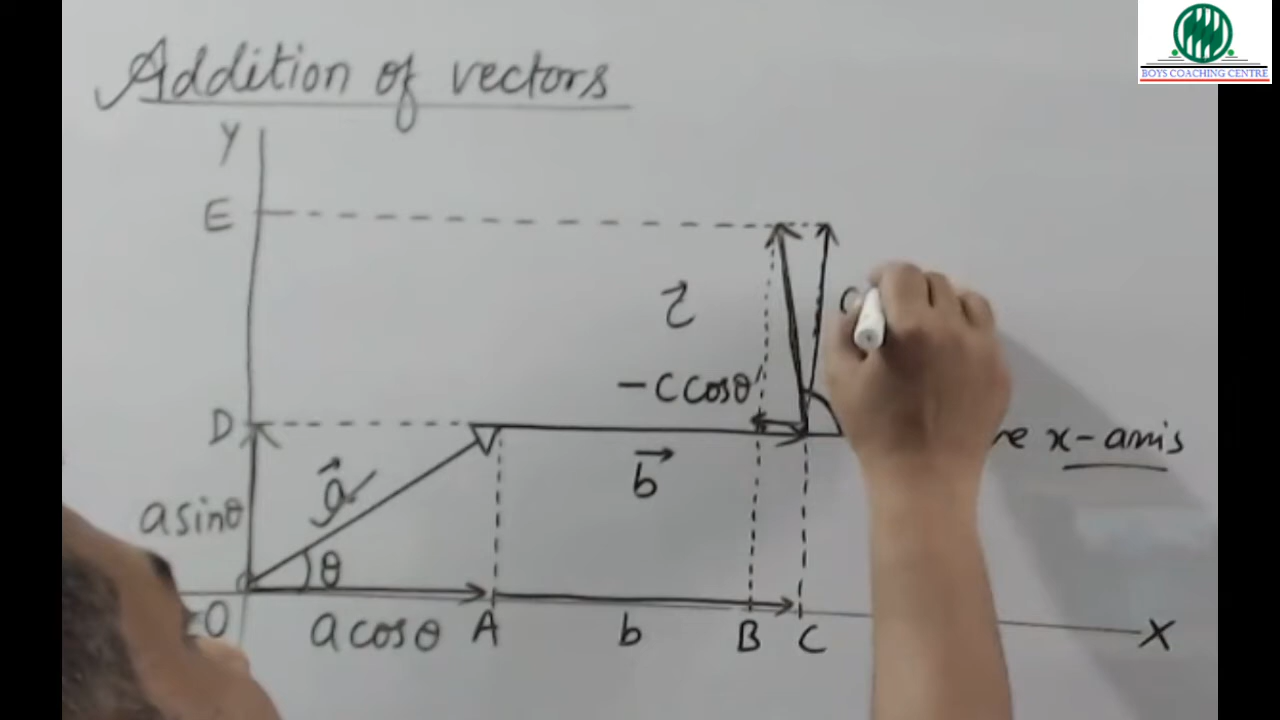 BOYS COACHING CENTRE
Addition of vectors
Y
E
c
-c cosθ'
D
b
x-axis
a
a sinθ
θ
O
a cosθ A b B C X